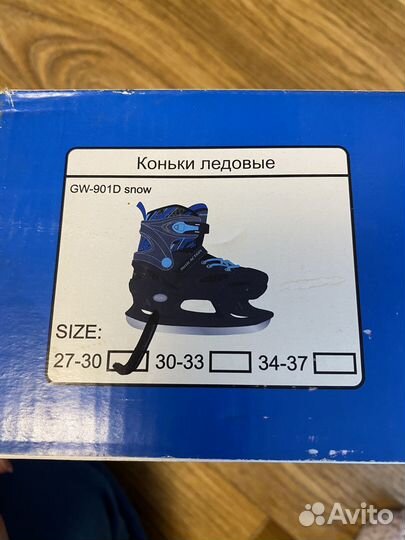 Коньки ледовые
GW-901D snow
SIZE:
27-30 30-33 34-37
Avito